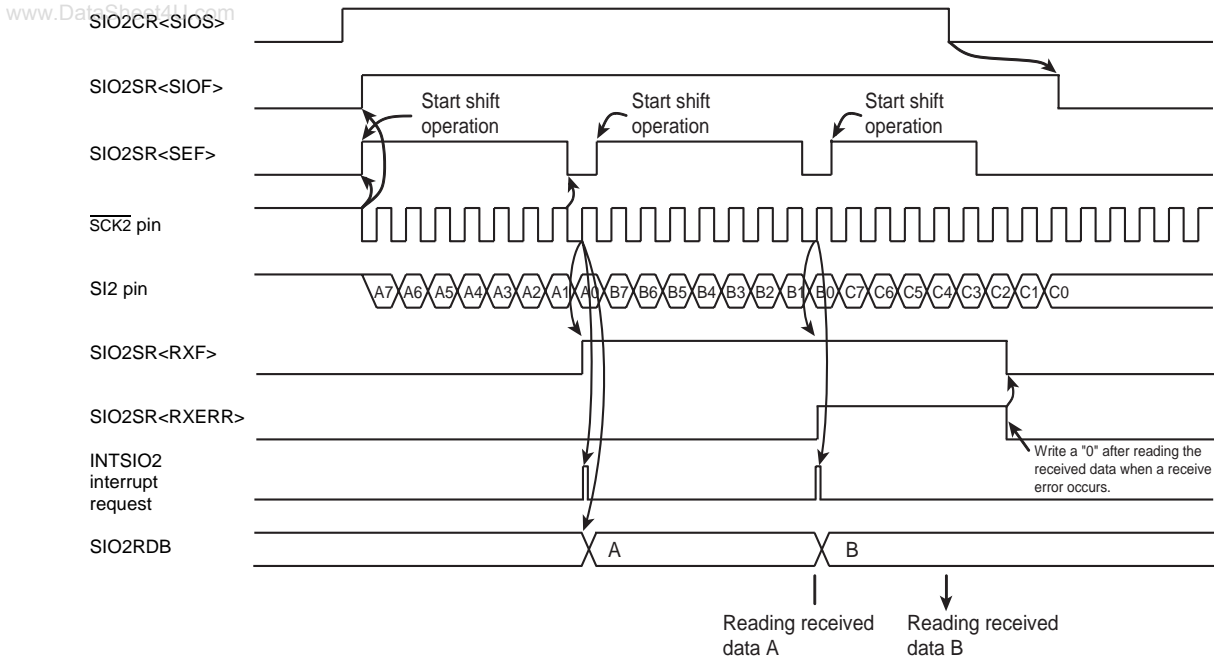 www.DataSheet4U.com
SIO2CR<SIOS>
SIO2SR<SIOF>
Start shift
operation
Start shift
operation
Start shift
operation
SIO2SR<SEF>
SCK2 pin
SI2 pin
A7 A6 A5 A4 A3 A2 A1 A0 B7 B6 B5 B4 B3 B2 B1 B0 C7 C6 C5 C4 C3 C2 C1 C0
SIO2SR<RXF>
SIO2SR<RXERR>
Write a "0" after reading the
received data when a receive
error occurs.
INTSIO2
interrupt
request
SIO2RDB
A
B
Reading received
data A
Reading received
data B